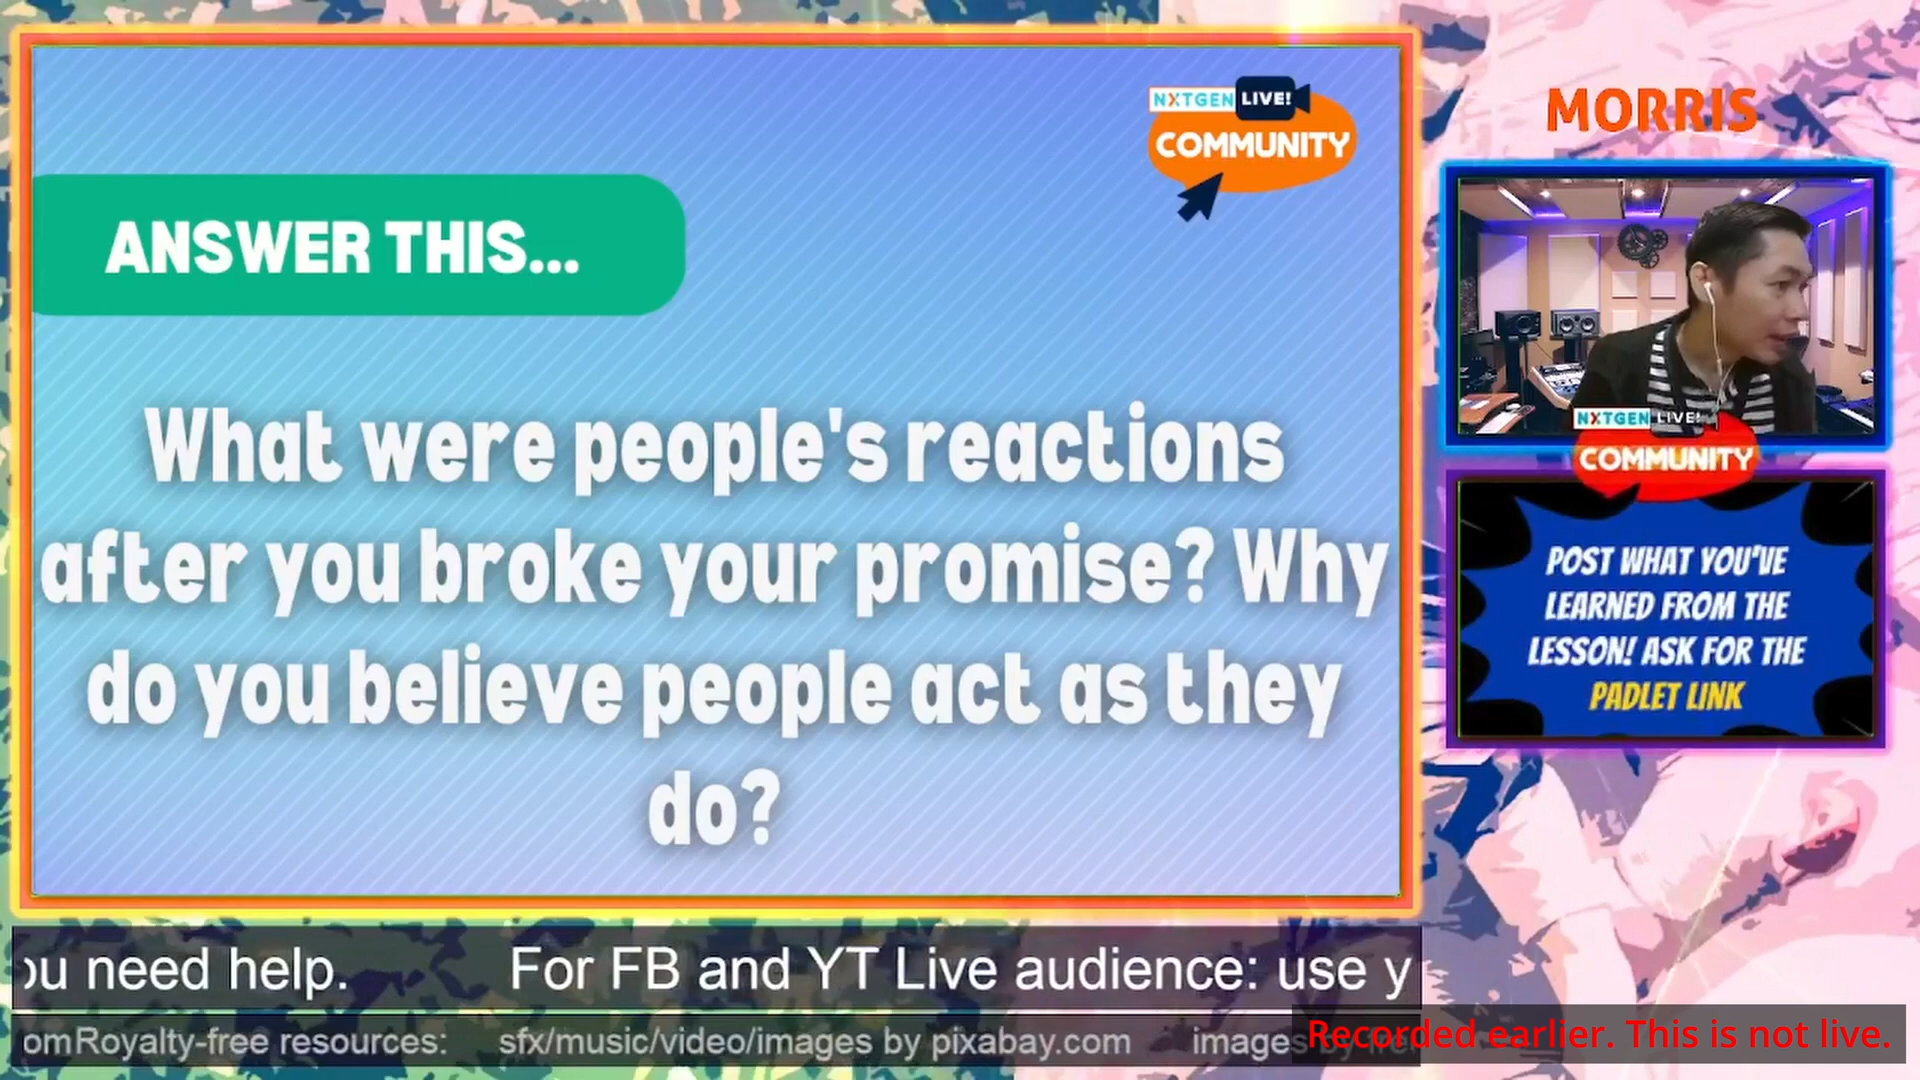 NXTGEN LIVE!
COMMUNITY
ANSWER THIS...
What were people's reactions
after you broke your promise? Why
do you believe people act as they
do?
MORRIS
NXTGEN LIVE!
COMMUNITY
POST WHAT YOU'VE
LEARNED FROM THE
LESSON! ASK FOR THE
PADLET LINK
need help. For FB and YT Live audience: use y
Royalty-free resources: sfx/music/video/images by pixabay.com images by
Recorded earlier. This is not live.